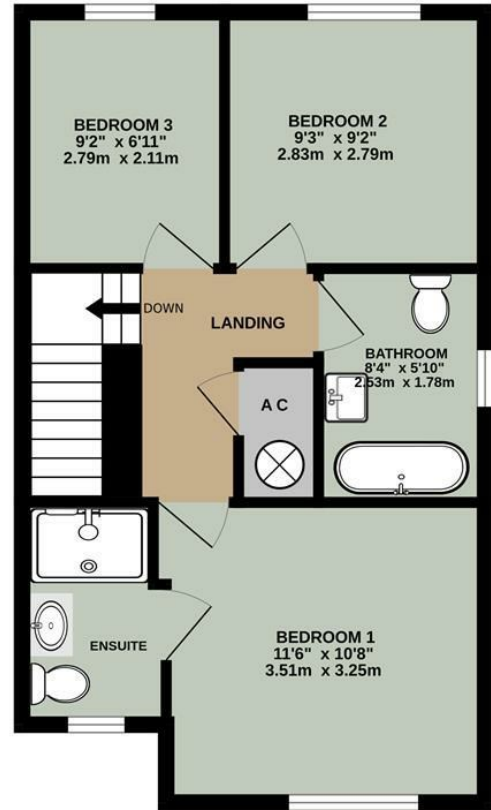 BEDROOM 3
9'2" x 6'11"
2.79m x 2.11m
BEDROOM 2
9'3" x 9'2"
2.83m x 2.79m
DOWN
LANDING
BATHROOM
8'4" x 5'10"
2.53m x 1.78m
A C
ENSUITE
BEDROOM 1
11'6" x 10'8"
3.51m x 3.25m